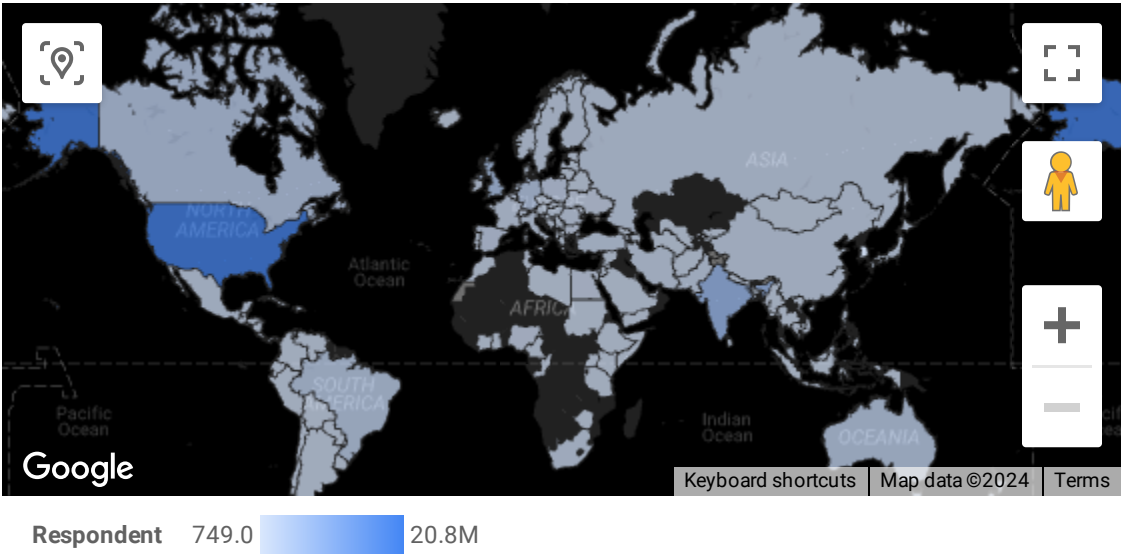 ASIA
NORTH
AMERICA
Atlantic
Ocean
AFRICA
SOUTH
AMERICA
Pacific
Ocean
Indian
Ocean
OCEANIA
Google
Keyboard shortcuts
Map data ©2024
Terms
Respondent 749.0 20.8M